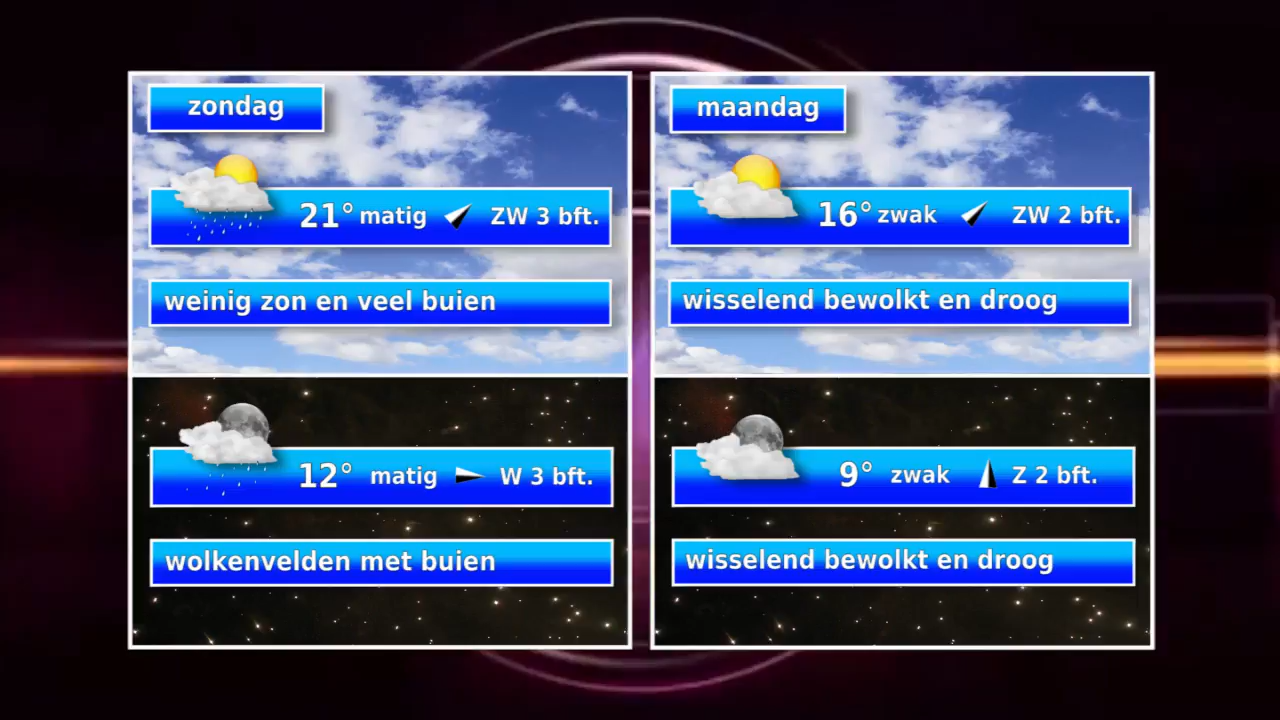 zondag
21° matig ZW 3 bft.
weinig zon en veel buien
12° matig W 3 bft.
wolkenvelden met buien
maandag
16° zwak ZW 2 bft.
wisselend bewolkt en droog
9° zwak Z 2 bft.
wisselend bewolkt en droog